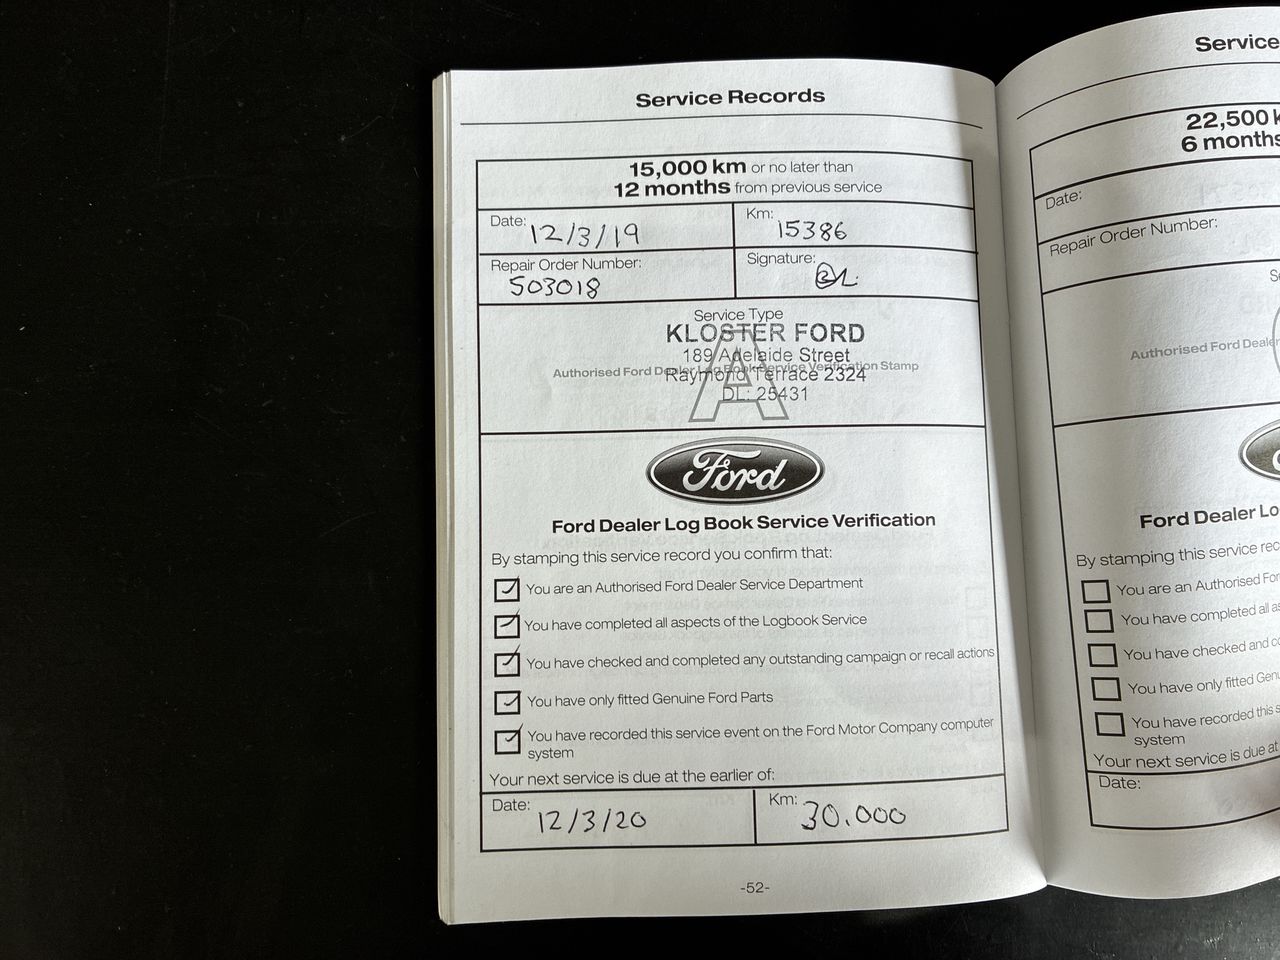 Service Records
15,000 km or no later than
12 months from previous service
Date: 12/3/19
Km: 15386
Repair Order Number: 503018
Signature:
Service Type
KLOSTER FORD
189 Adelaide Street
Authorised Ford Dealer Log Book Service Verification Stamp
Raymond Terrace 2324
DL: 25431
A
Ford
Ford Dealer Log Book Service Verification
By stamping this service record you confirm that:
You are an Authorised Ford Dealer Service Department
You have completed all aspects of the Logbook Service
You have checked and completed any outstanding campaign or recall actions
You have only fitted Genuine Ford Parts
You have recorded this service event on the Ford Motor Company computer
system
Your next service is due at the earlier of:
Date: 12/3/20
Km: 30.000
-52-
Service
22,500 k
6 months
Date:
Repair Order Number:
Se
Authorised Ford Dealer
Ford Dealer Lo
By stamping this service rec
You are an Authorised For
You have completed all as
You have checked and co
You have only fitted Genu
You have recorded this s
system
Your next service is due at
Date: